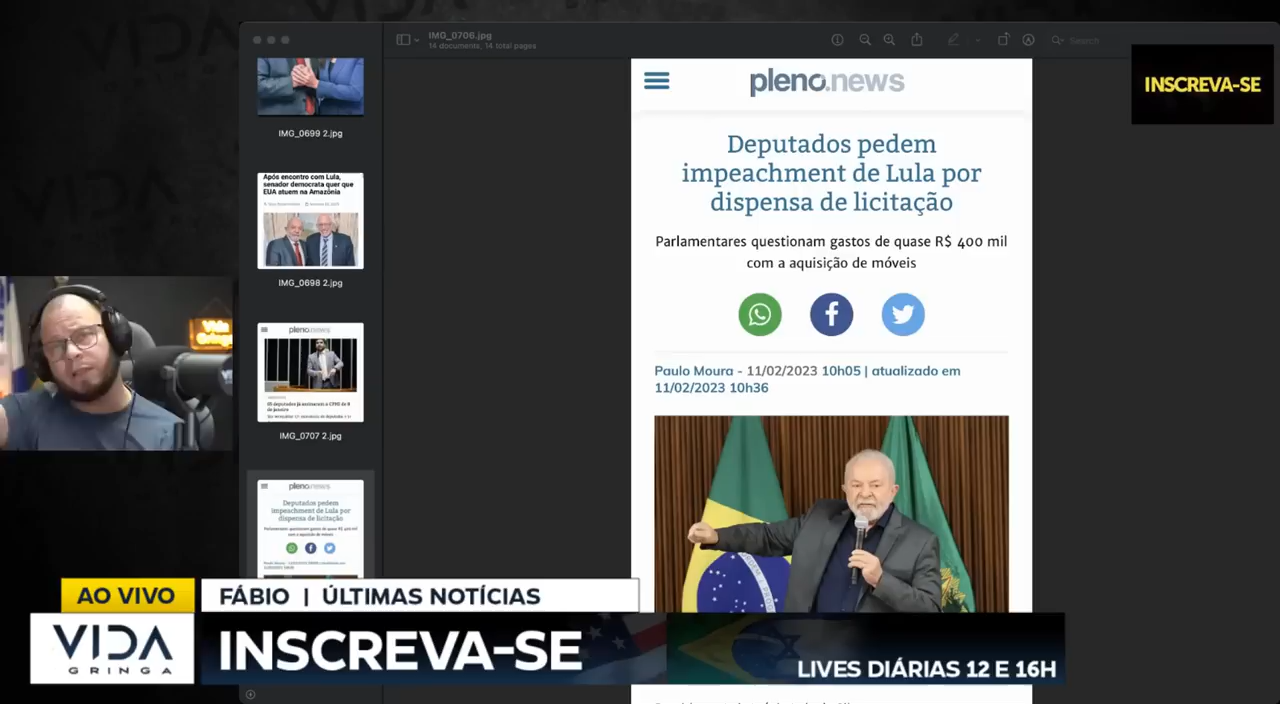 IMG_0706.jpg
14 documents, 14 total pages
Search
INSCREVA-SE
IMG_0699 2.jpg
Após encontro com Lula,
senador democrata quer que
EUA atuem na Amazônia
IMG_0698 2.jpg
pleno.news
IMG_0707 2.jpg
pleno.news
Deputados pedem
impeachment de Lula por
dispensa de licitação
pleno.news
Deputados pedem
impeachment de Lula por
dispensa de licitação
Parlamentares questionam gastos de quase R$ 400 mil
com a aquisição de móveis
Paulo Moura - 11/02/2023 10h05 | atualizado em
11/02/2023 10h36
Vida
Gringa
AO VIVO
FÁBIO | ÚLTIMAS NOTÍCIAS
VIDA
GRINGA
INSCREVA-SE
LIVES DIÁRIAS 12 E 16H